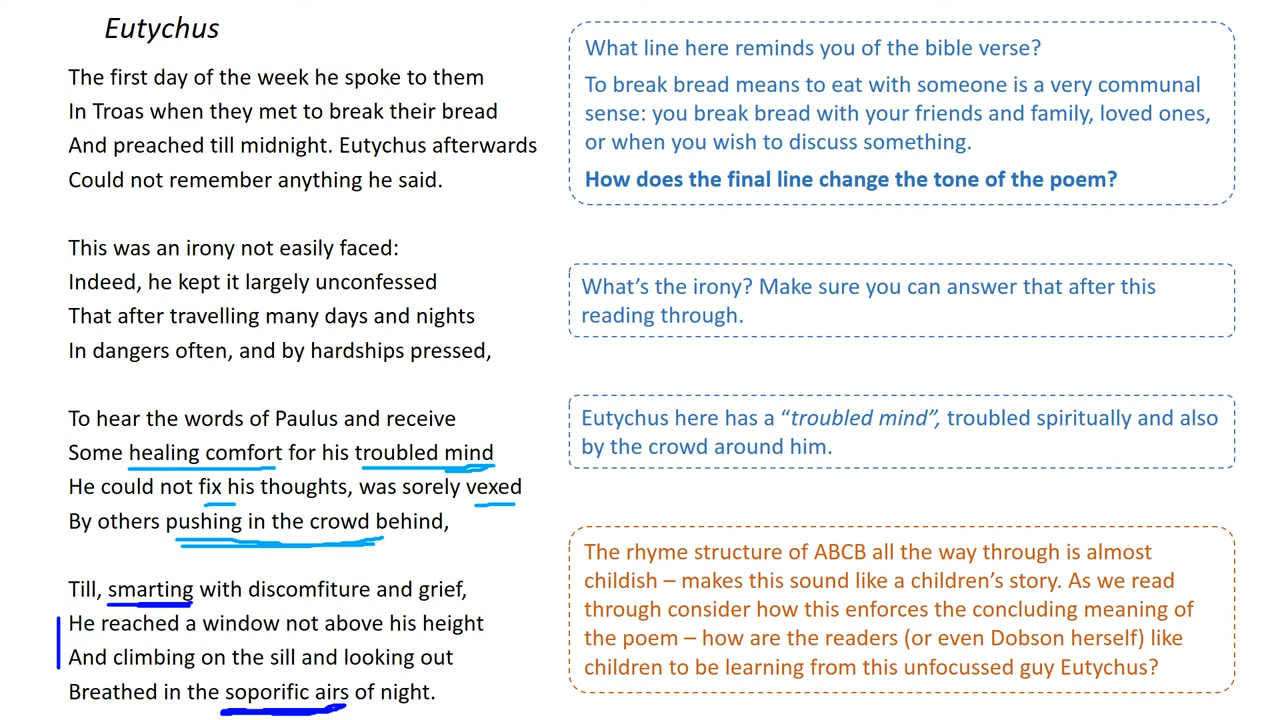 Eutychus
The first day of the week he spoke to them
In Troas when they met to break their bread
And preached till midnight. Eutychus afterwards
Could not remember anything he said.
This was an irony not easily faced:
Indeed, he kept it largely unconfessed
That after travelling many days and nights
In dangers often, and by hardships pressed,
To hear the words of Paulus and receive
Some healing comfort for his troubled mind
He could not fix his thoughts, was sorely vexed
By others pushing in the crowd behind,
Till, smarting with discomfiture and grief,
He reached a window not above his height
And climbing on the sill and looking out
Breathed in the soporific airs of night.
What line here reminds you of the bible verse?
To break bread means to eat with someone is a very communal
sense: you break bread with your friends and family, loved ones,
or when you wish to discuss something.
How does the final line change the tone of the poem?
What's the irony? Make sure you can answer that after this
reading through.
Eutychus here has a "troubled mind", troubled spiritually and also
by the crowd around him.
The rhyme structure of ABCB all the way through is almost
childish – makes this sound like a children's story. As we read
through consider how this enforces the concluding meaning of
the poem – how are the readers (or even Dobson herself) like
children to be learning from this unfocussed guy Eutychus?